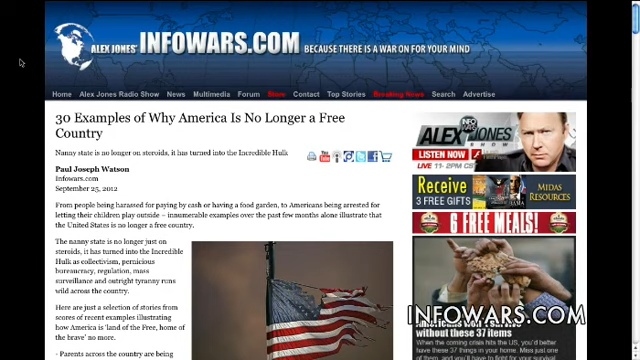 ALEX JONES' INFOWARS.COM BECAUSE THERE IS A WAR ON FOR YOUR MIND
Home Alex Jones Radio Show News Multimedia Forum Store Contact Top Stories Breaking News Search Advertise
30 Examples of Why America Is No Longer a Free
Country
Nanny state is no longer on steroids, it has turned into the Incredible Hulk
Paul Joseph Watson
Infowars.com
September 25, 2012
From people being harassed for paying by cash or having a food garden, to Americans being arrested for
letting their children play outside – innumerable examples over the past few months alone illustrate that
the United States is no longer a free country.
The nanny state is no longer just on
steroids, it has turned into the Incredible
Hulk as collectivism, pernicious
bureaucracy, regulation, mass
surveillance and outright tyranny runs
wild across the country.
Here are just a selection of stories from
scores of recent examples illustrating
how America is 'land of the Free, home of
the brave' no more.
- Parents across the country are being
INFO
WARS
ALEX JONES
SHOW
LISTEN NOW
LIVE 11- 2PM CST
Receive
3 FREE GIFTS
MIDAS
RESOURCES
6 FREE MEALS!
INFOWARS.COM
without these 37 items
When the coming crisis hits the US, you'd better
have these 37 things in your home. Miss just one
of them, and you'll have to fight for your survival